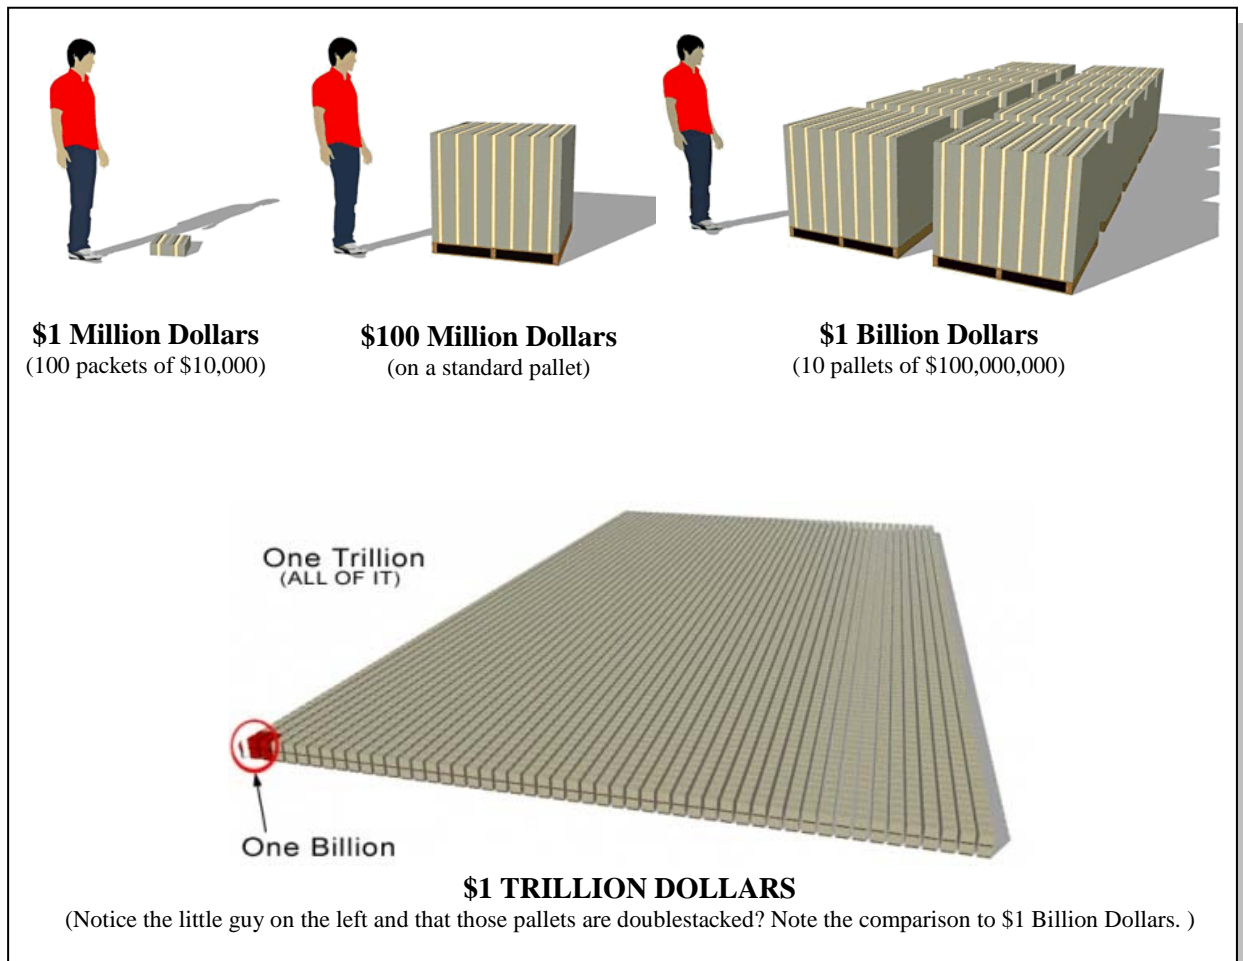 $1 Million Dollars
(100 packets of $10,000)
$100 Million Dollars
(on a standard pallet)
$1 Billion Dollars
(10 pallets of $100,000,000)
One Trillion
(ALL OF IT)
One Billion
$1 TRILLION DOLLARS
(Notice the little guy on the left and that those pallets are doublestacked? Note the comparison to $1 Billion Dollars. )